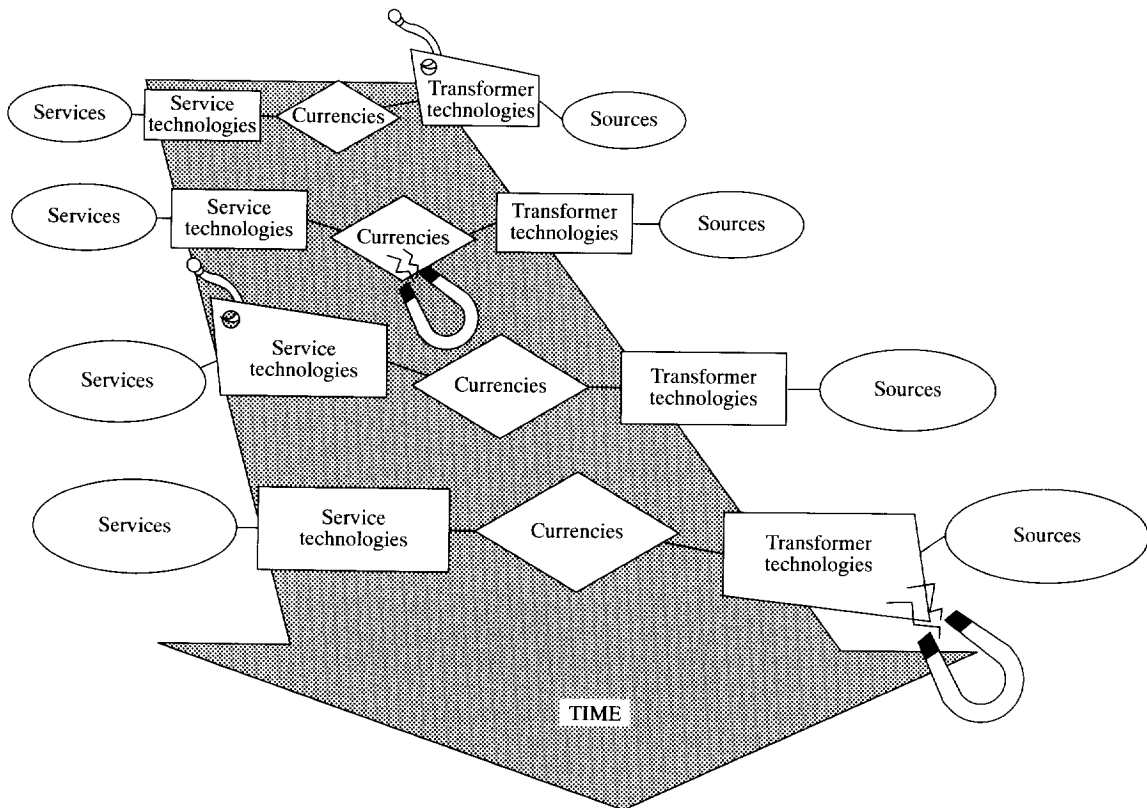 Services
Service
technologies
Currencies
Transformer
technologies
Sources
Services
Service
technologies
Currencies
Transformer
technologies
Sources
Services
Service
technologies
Currencies
Transformer
technologies
Sources
Services
Service
technologies
Currencies
Transformer
technologies
Sources
TIME